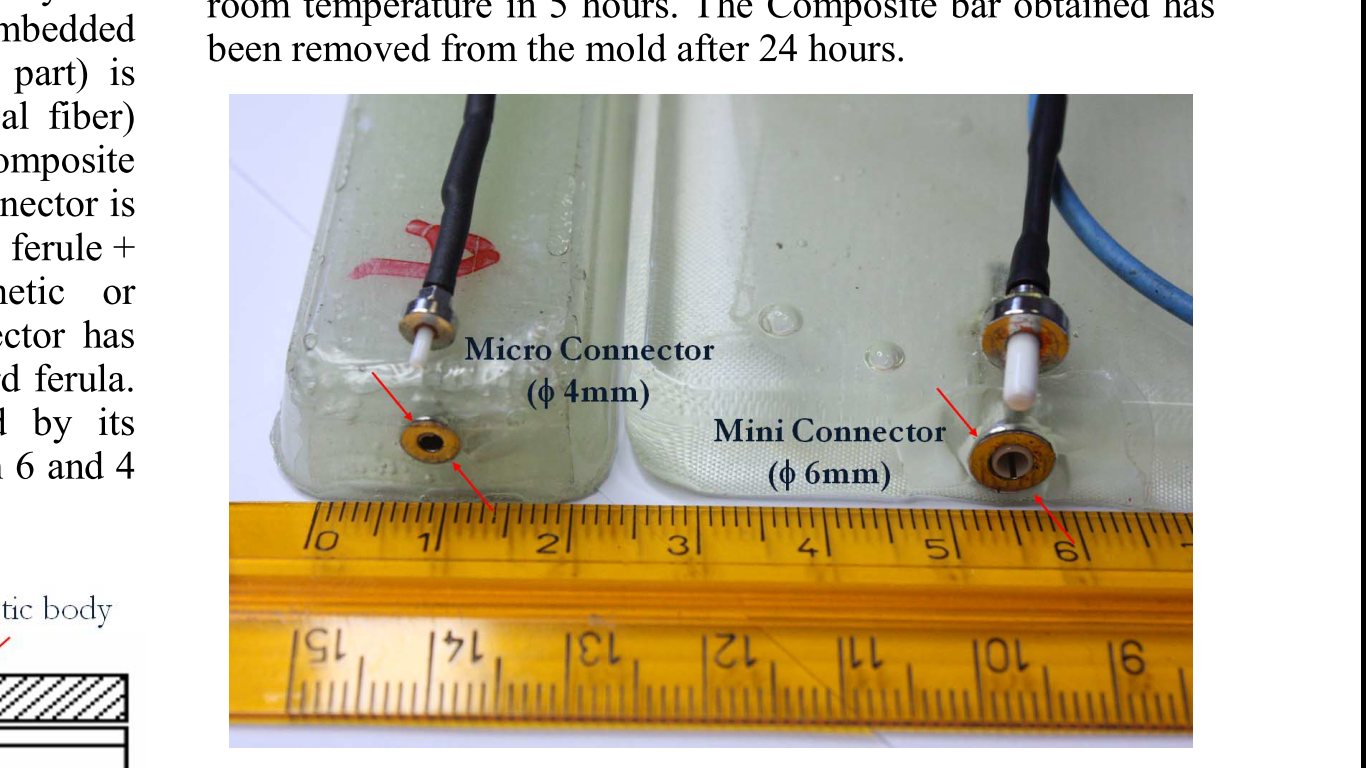 mbedded
part) is
al fiber)
omposite
nector is
ferule +
netic or
ector has
rd ferula.
d by its
6 and 4
tic body
room temperature in 5 hours. The Composite bar obtained has
been removed from the mold after 24 hours.
Micro Connector
(ϕ 4mm)
Mini Connector
(ϕ 6mm)
0 1 2 3 4 5 6
15 14 13 12 11 10 9